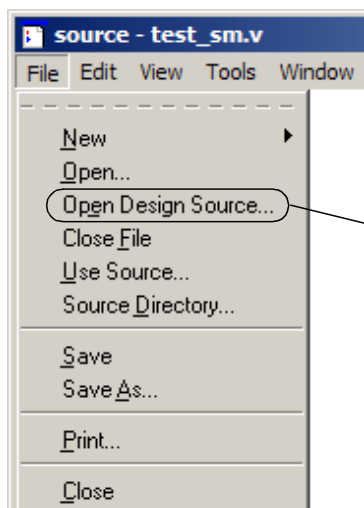 source - test_sm.v
File Edit View Tools Window
New
Open...
Open Design Source...
Close File
Use Source...
Source Directory...
Save
Save As...
Print...
Close